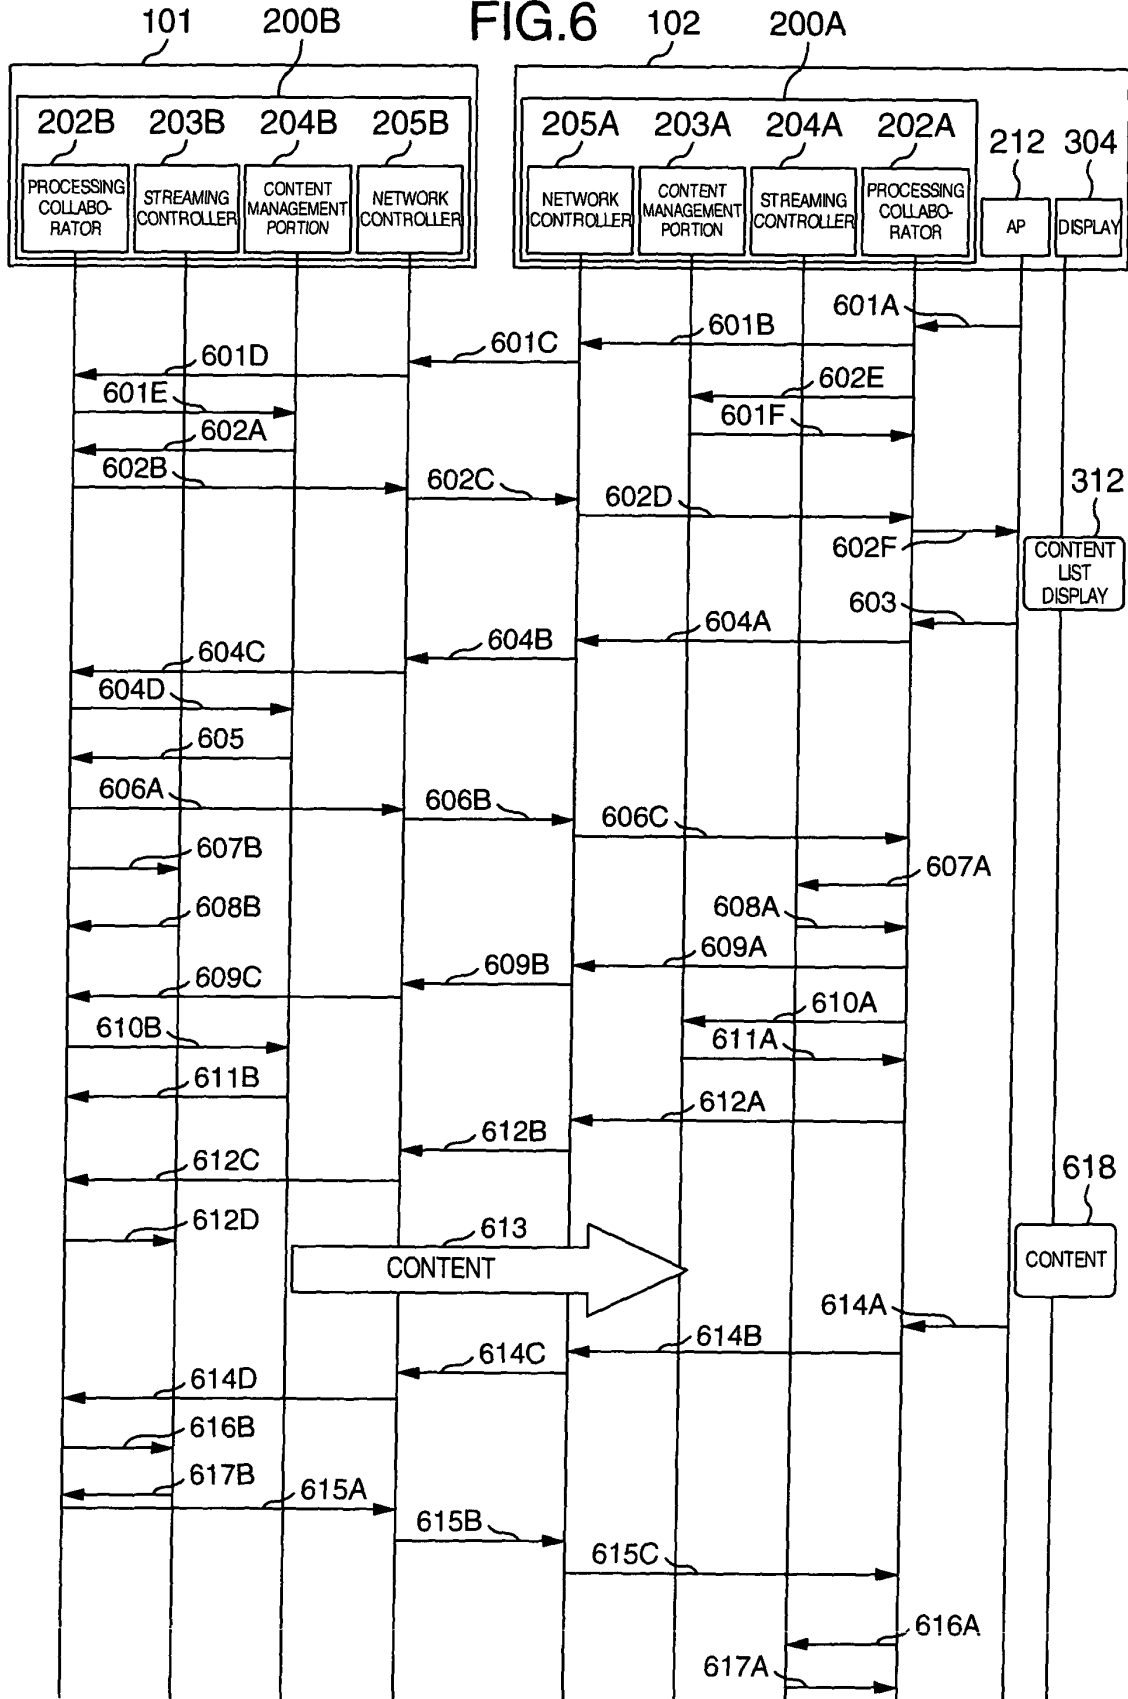 FIG.6
101
200B
102
200A
202B
203B
204B
205B
205A
203A
204A
202A
212
304
PROCESSING
COLLABO-
RATOR
STREAMING
CONTROLLER
CONTENT
MANAGEMENT
PORTION
NETWORK
CONTROLLER
NETWORK
CONTROLLER
CONTENT
MANAGEMENT
PORTION
STREAMING
CONTROLLER
PROCESSING
COLLABO-
RATOR
AP
DISPLAY
601A
601B
601C
601D
602E
601E
601F
602A
602B
602C
602D
312
602F
CONTENT
LIST
DISPLAY
603
604A
604B
604C
604D
605
606A
606B
606C
607B
607A
608B
608A
609A
609B
609C
610A
610B
611A
611B
612A
612B
612C
618
612D
613
CONTENT
CONTENT
614A
614B
614C
614D
616B
617B
615A
615B
615C
616A
617A